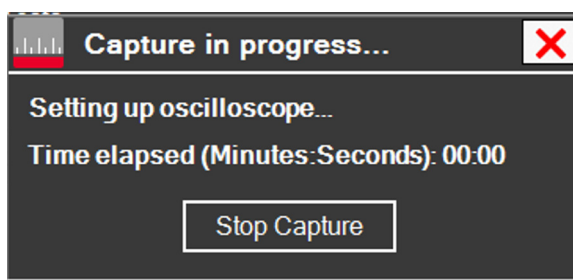 Capture in progress...
Setting up oscilloscope...
Time elapsed (Minutes:Seconds): 00:00
Stop Capture